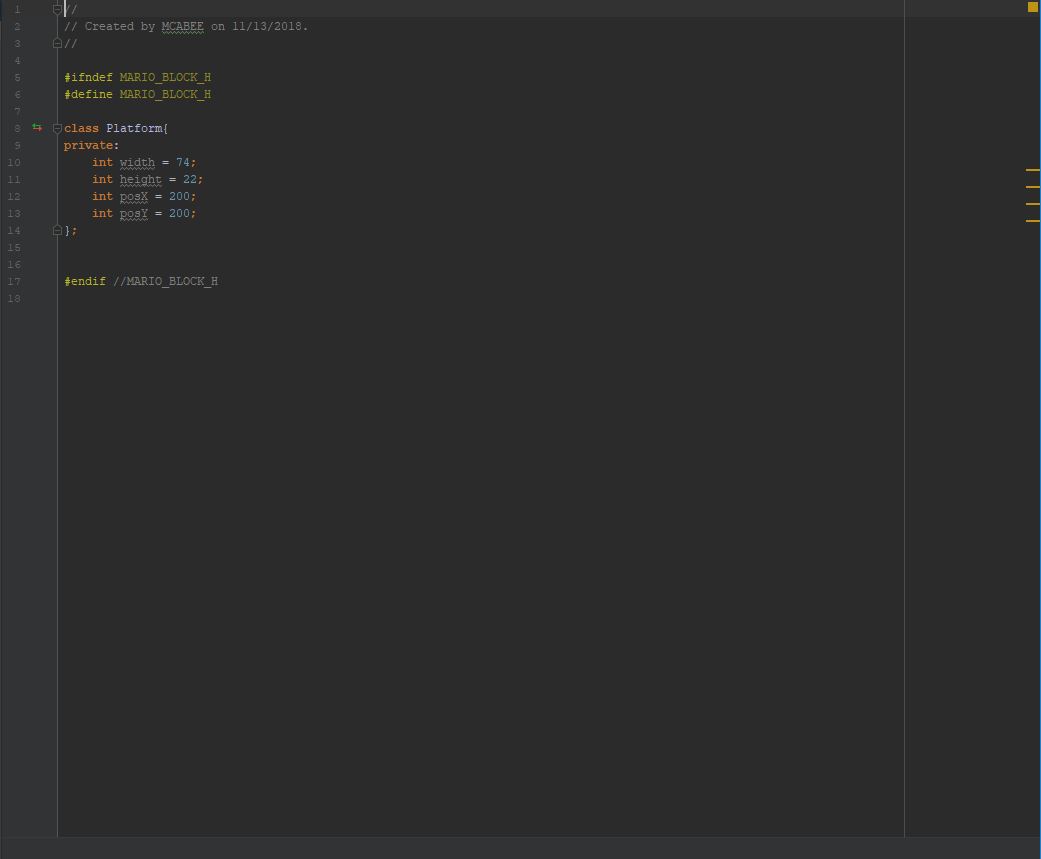 1 //
2 // Created by MCABEE on 11/13/2018.
3 //
4
5 #ifndef MARIO_BLOCK_H
6 #define MARIO_BLOCK_H
7
8 class Platform{
9 private:
10     int width = 74;
11     int height = 22;
12     int posX = 200;
13     int posY = 200;
14 };
15
16
17 #endif //MARIO_BLOCK_H
18